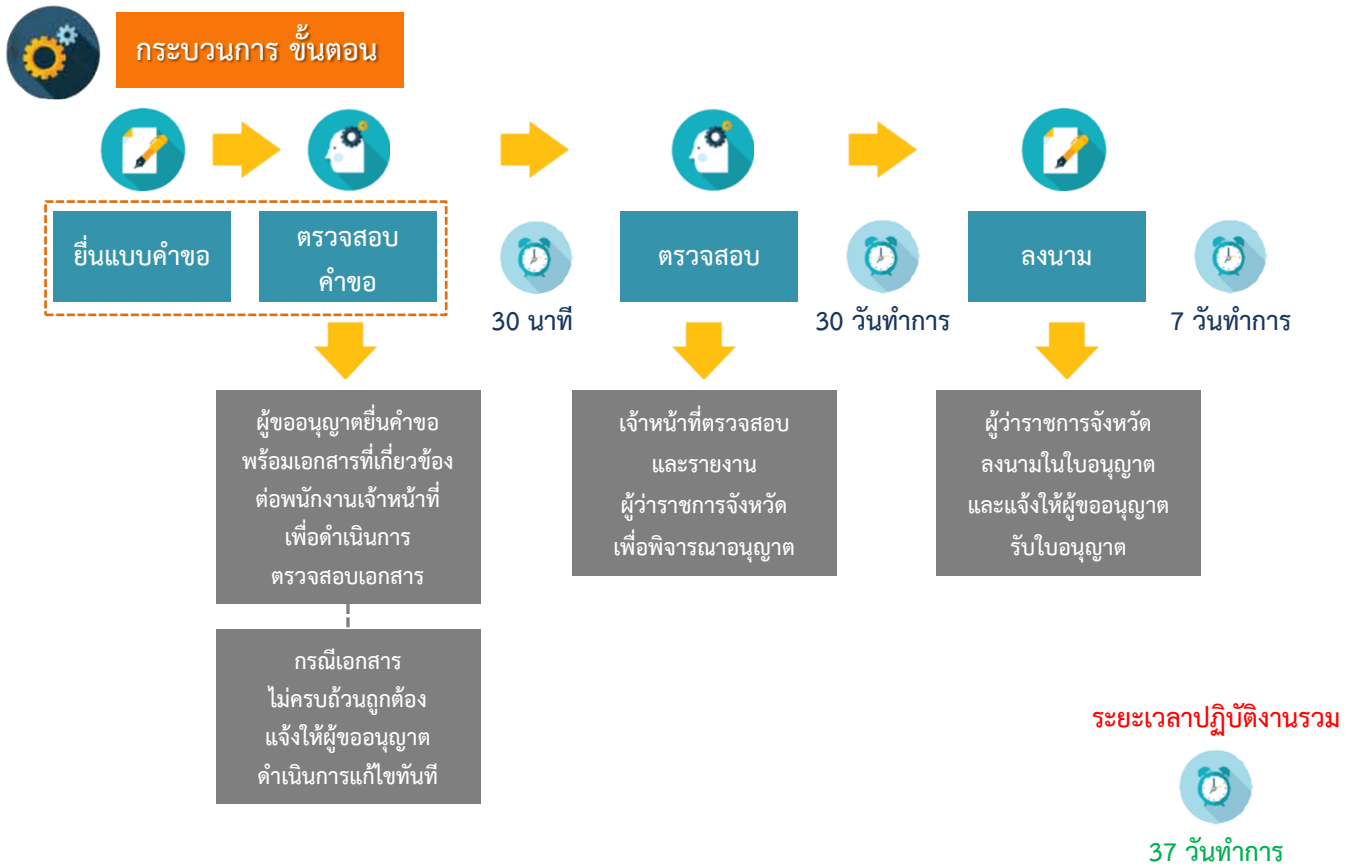 กระบวนการ ขั้นตอน
ยื่นแบบคำขอ
ตรวจสอบ
คำขอ
30 นาที
ตรวจสอบ
30 วันทำการ
ลงนาม
7 วันทำการ
ผู้ขออนุญาตยื่นคำขอ
พร้อมเอกสารที่เกี่ยวข้อง
ต่อพนักงานเจ้าหน้าที่
เพื่อดำเนินการ
ตรวจสอบเอกสาร
กรณีเอกสาร
ไม่ครบถ้วนถูกต้อง
แจ้งให้ผู้ขออนุญาต
ดำเนินการแก้ไขทันที
เจ้าหน้าที่ตรวจสอบ
และรายงาน
ผู้ว่าราชการจังหวัด
เพื่อพิจารณาอนุญาต
ผู้ว่าราชการจังหวัด
ลงนามในใบอนุญาต
และแจ้งให้ผู้ขออนุญาต
รับใบอนุญาต
ระยะเวลาปฏิบัติงานรวม
37 วันทำการ